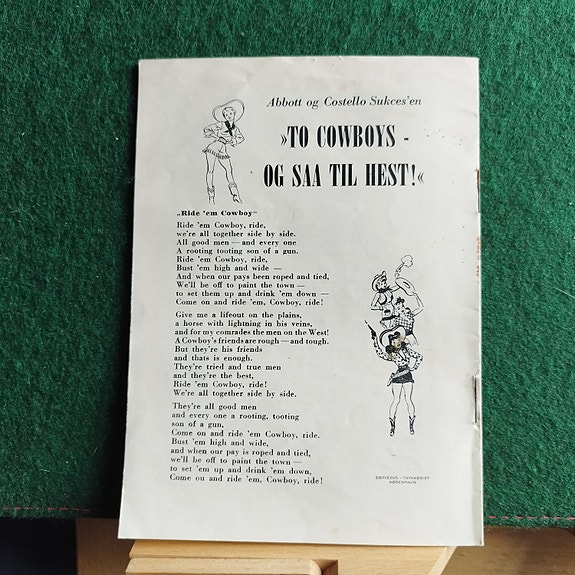 Abbott og Costello Sukces'en
»TO COWBOYS -
OG SAA TIL HEST!«
„Ride 'em Cowboy"
Ride 'em Cowboy, ride,
we're all together side by side.
All good men — and every one
A rooting tooting son of a gun.
Ride 'em Cowboy, ride,
Bust 'em high and wide —
And when our pays been roped and tied,
We'll be off to paint the town —
to set them up and drink 'em down —
Come on and ride 'em, Cowboy, ride!
Give me a lifeout on the plains,
a horse with lightning in his veins,
and for my comrades the men on the West!
A Cowboy's friends are rough — and tough.
But they're his friends
and thats is enough.
They're tried and true men
and they're the best,
Ride 'em Cowboy, ride!
We're all together side by side.
They're all good men
and every one a rooting, tooting
son of a gun,
Come on and ride 'em Cowboy, ride.
Bust 'em high and wide,
and when our pay is roped and tied,
we'll be off to paint the town —
to set 'em up and drink 'em down,
Come ou and ride 'em, Cowboy, ride!
KØBENHAVN